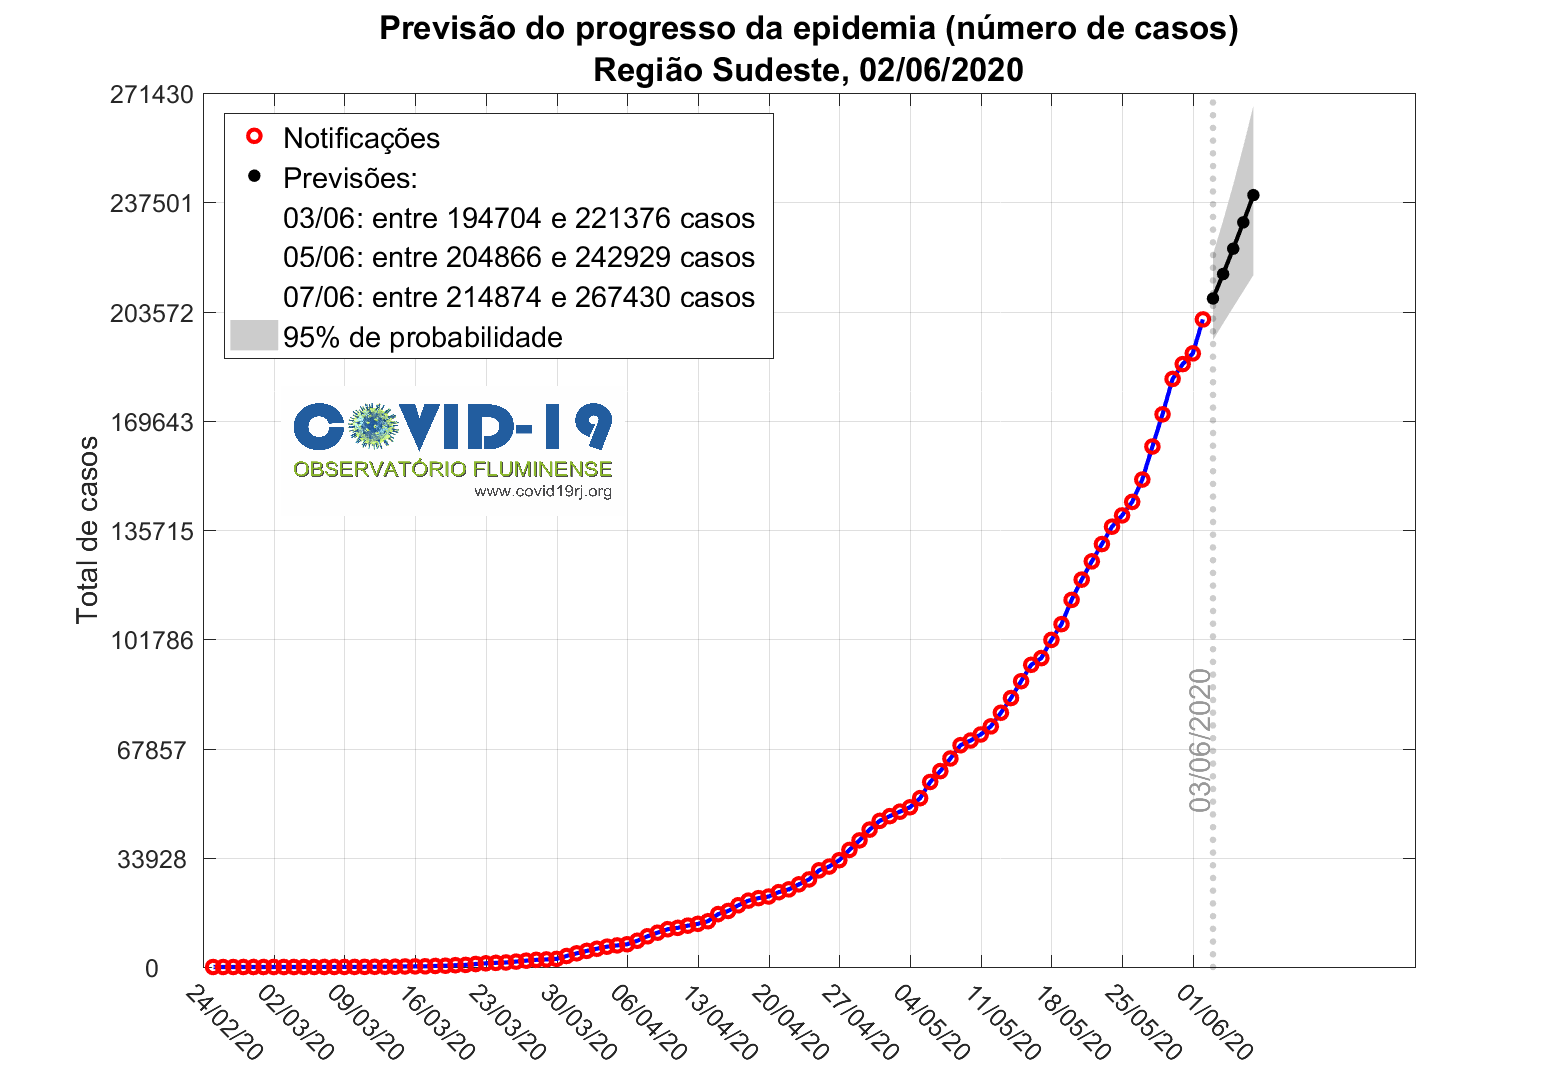 Previsão do progresso da epidemia (número de casos)
Região Sudeste, 02/06/2020
271430
237501
203572
169643
135715
101786
67857
33928
0
Total de casos
Notificações
Previsões:
03/06: entre 194704 e 221376 casos
05/06: entre 204866 e 242929 casos
07/06: entre 214874 e 267430 casos
95% de probabilidade
COVID-19
OBSERVATÓRIO FLUMINENSE
www.covid19rj.org
03/06/2020
24/02/20
02/03/20
09/03/20
16/03/20
23/03/20
30/03/20
06/04/20
13/04/20
20/04/20
27/04/20
04/05/20
11/05/20
18/05/20
25/05/20
01/06/20